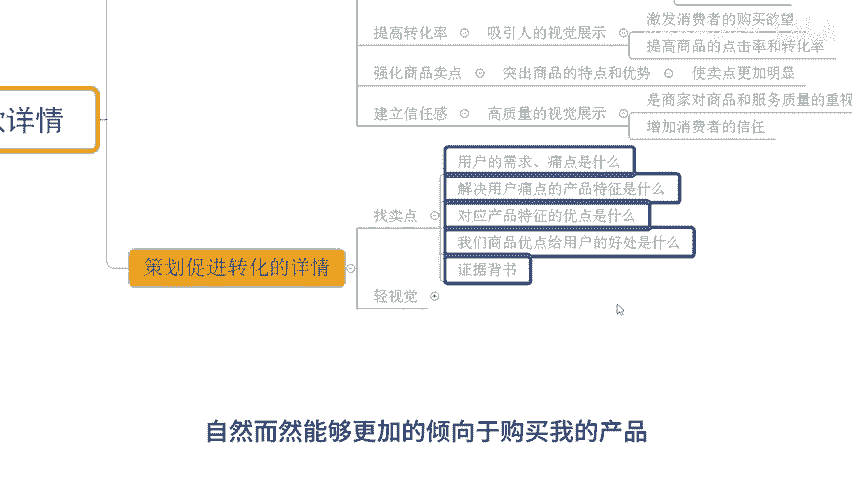 激发消费者的购买欲望
提高转化率 吸引人的视觉展示
提高商品的点击率和转化率
强化商品卖点 突出商品的特点和优势 使卖点更加明显
是商家对商品和服务质量的重视
建立信任感 高质量的视觉展示
增加消费者的信任
详情
用户的需求、痛点是什么
解决用户痛点的产品特征是什么
找卖点 对应产品特征的优点是什么
我们商品优点给用户的好处是什么
策划促进转化的详情 证据背书
轻视觉
自然而然能够更加的倾向于购买我的产品